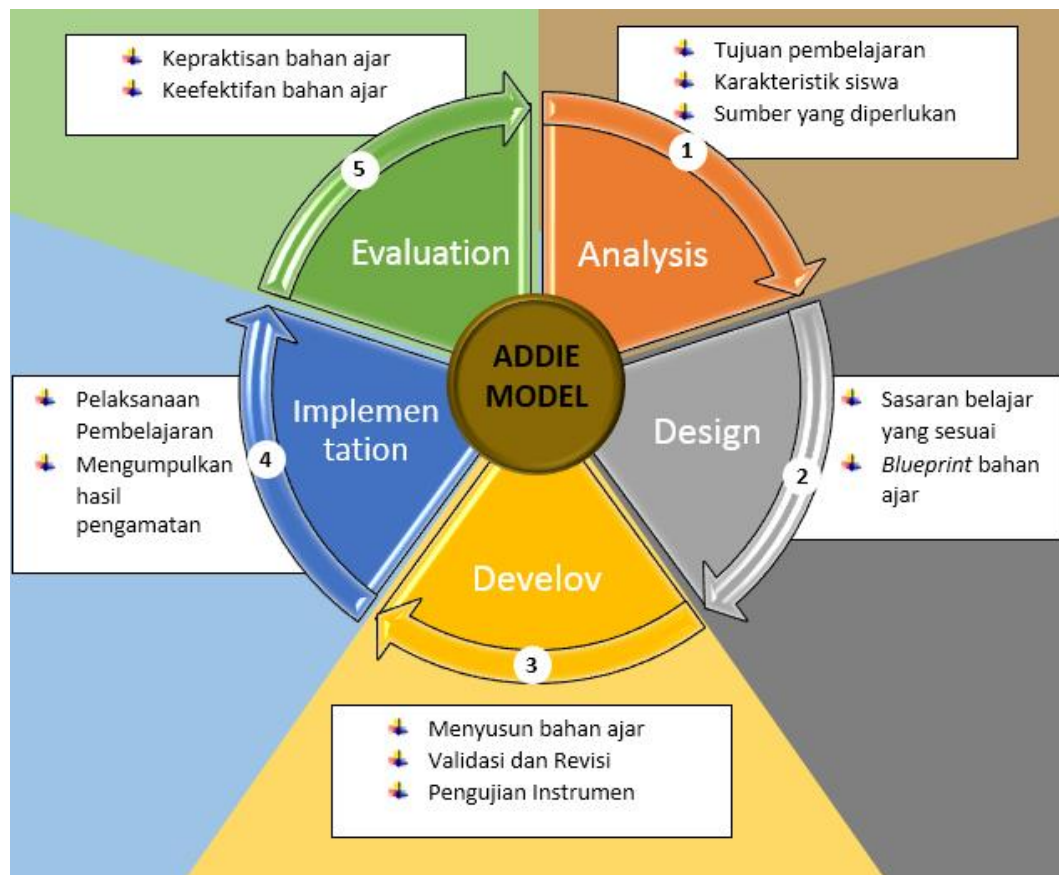 Kepraktisan bahan ajar
Keefektifan bahan ajar
Tujuan pembelajaran
Karakteristik siswa
Sumber yang diperlukan
5
1
Evaluation
Analysis
ADDIE
MODEL
Pelaksanaan
Pembelajaran
Mengumpulkan
hasil
pengamatan
4
Implemen
tation
Design
2
Sasaran belajar
yang sesuai
Blueprint bahan
ajar
Develov
3
Menyusun bahan ajar
Validasi dan Revisi
Pengujian Instrumen